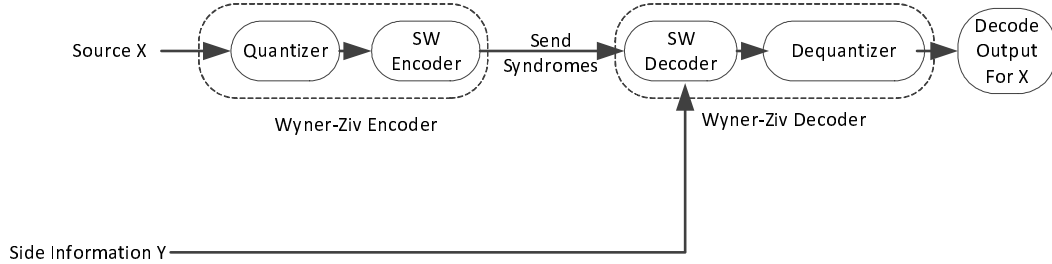 Source X
Quantizer
SW
Encoder
Send
Syndromes
SW
Decoder
Dequantizer
Decode
Output
For X
Wyner-Ziv Encoder
Wyner-Ziv Decoder
Side Information Y